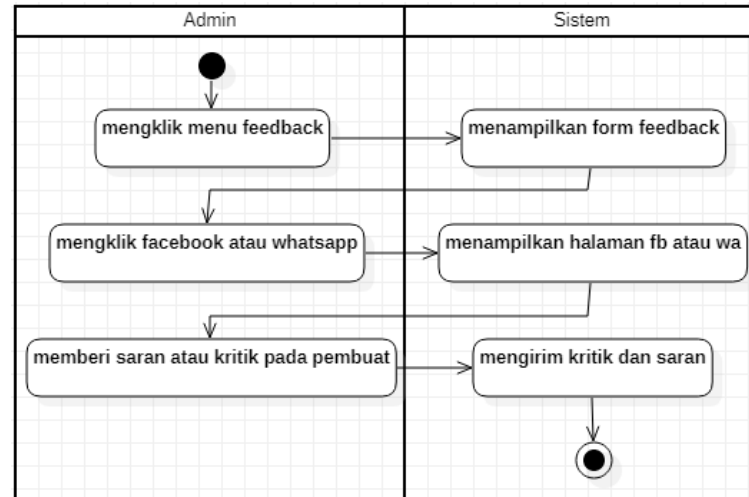 Admin
Sistem
mengklik menu feedback
menampilkan form feedback
mengklik facebook atau whatsapp
menampilkan halaman fb atau wa
memberi saran atau kritik pada pembuat
mengirim kritik dan saran